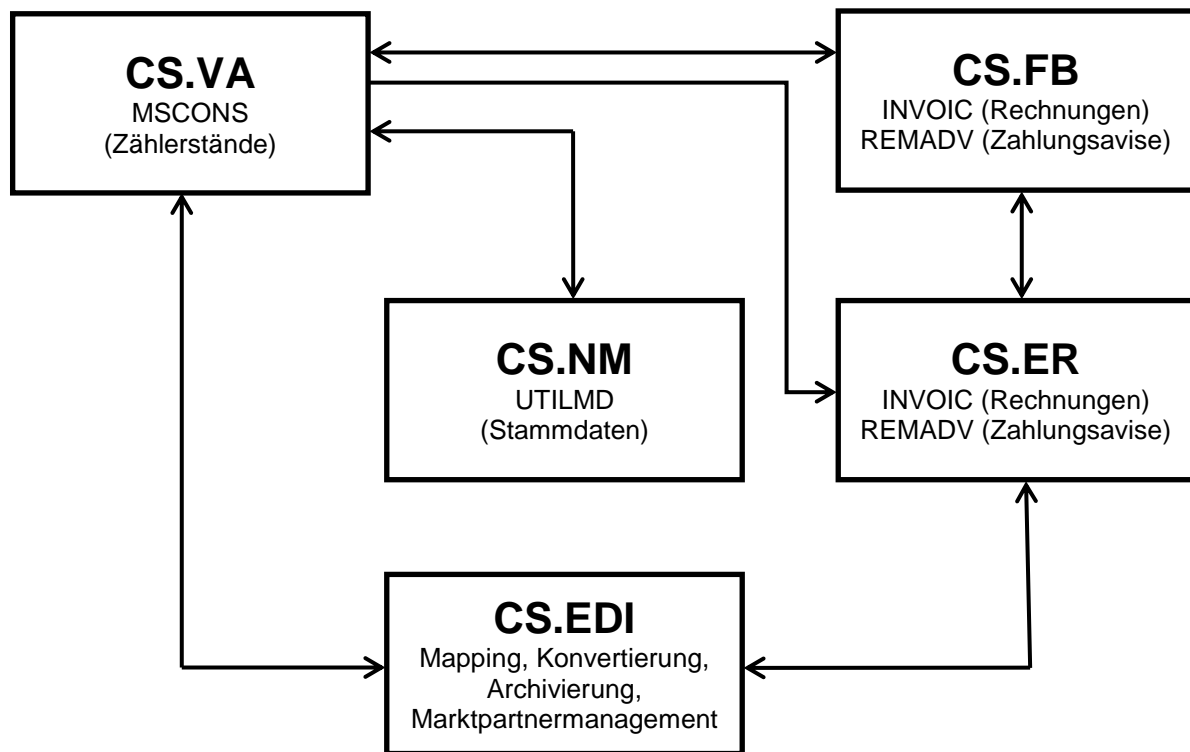 CS.VA
MSCONS
(Zählerstände)
CS.FB
INVOIC (Rechnungen)
REMADV (Zahlungsavise)
CS.NM
UTILMD
(Stammdaten)
CS.ER
INVOIC (Rechnungen)
REMADV (Zahlungsavise)
CS.EDI
Mapping, Konvertierung,
Archivierung,
Marktpartnermanagement